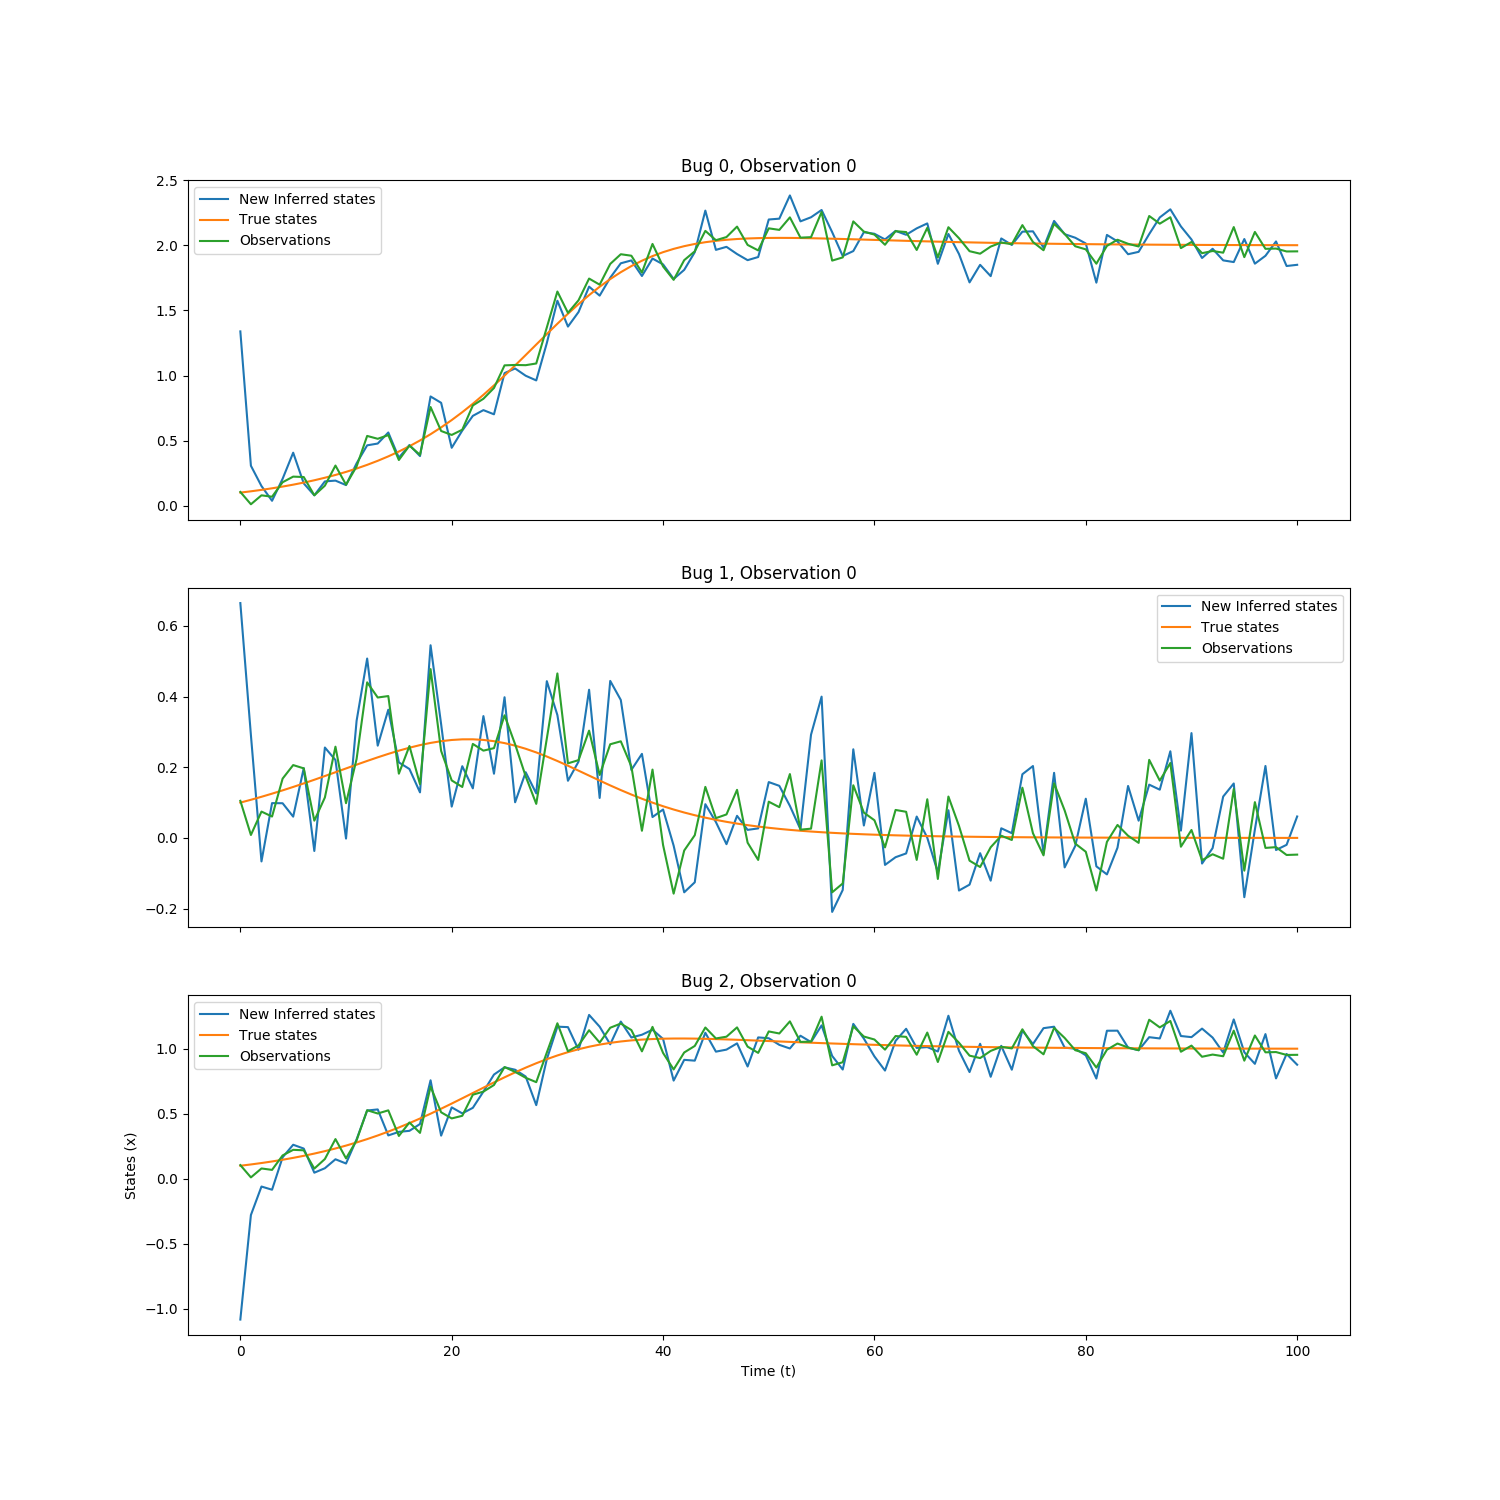 Bug 0, Observation 0
2.5
2.0
1.5
1.0
0.5
0.0
New Inferred states
True states
Observations
Bug 1, Observation 0
0.6
0.4
0.2
0.0
−0.2
New Inferred states
True states
Observations
Bug 2, Observation 0
States (x)
1.0
0.5
0.0
−0.5
−1.0
New Inferred states
True states
Observations
0 20 40 60 80 100
Time (t)